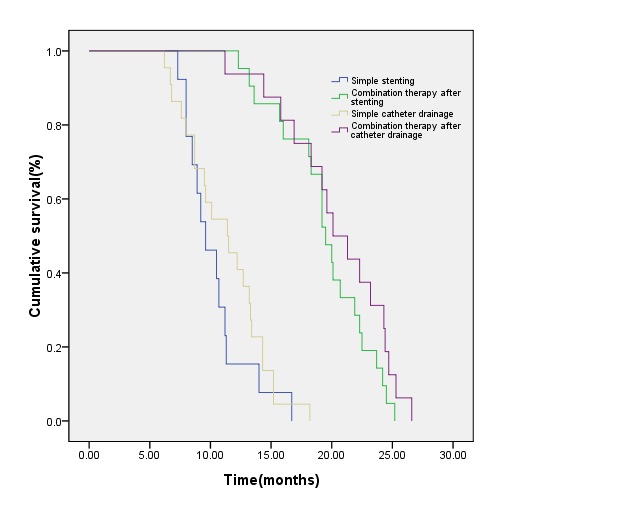 Cumulative survival(%)
1.0
0.8
0.6
0.4
0.2
0.0
Simple stenting
Combination therapy after
stenting
Simple catheter drainage
Combination therapy after
catheter drainage
0.00 5.00 10.00 15.00 20.00 25.00 30.00
Time(months)